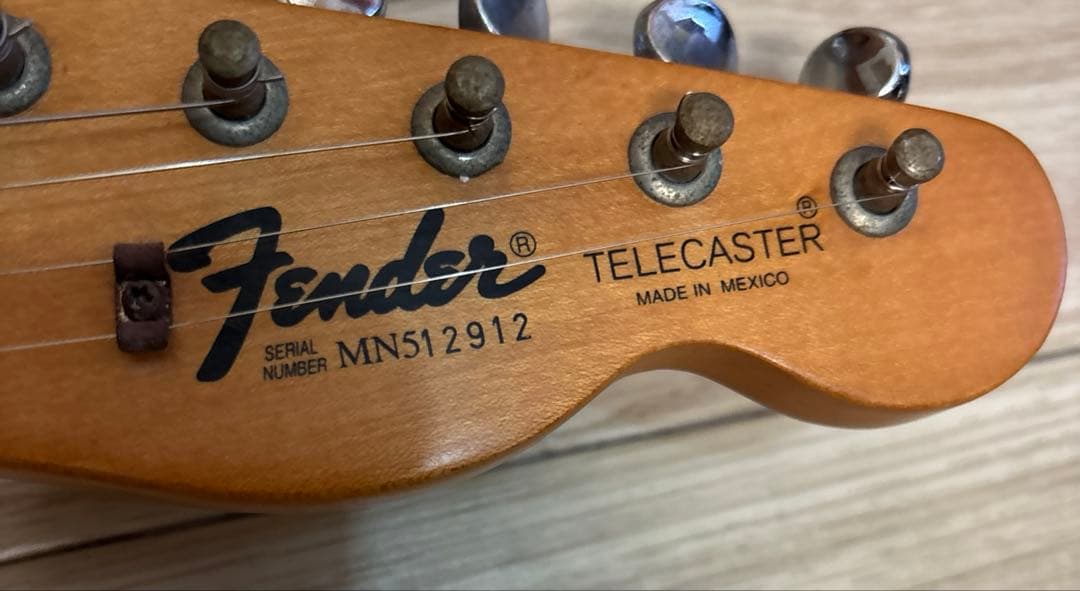 Fender®
TELECASTER®
MADE IN MEXICO
SERIAL
NUMBER MN512912